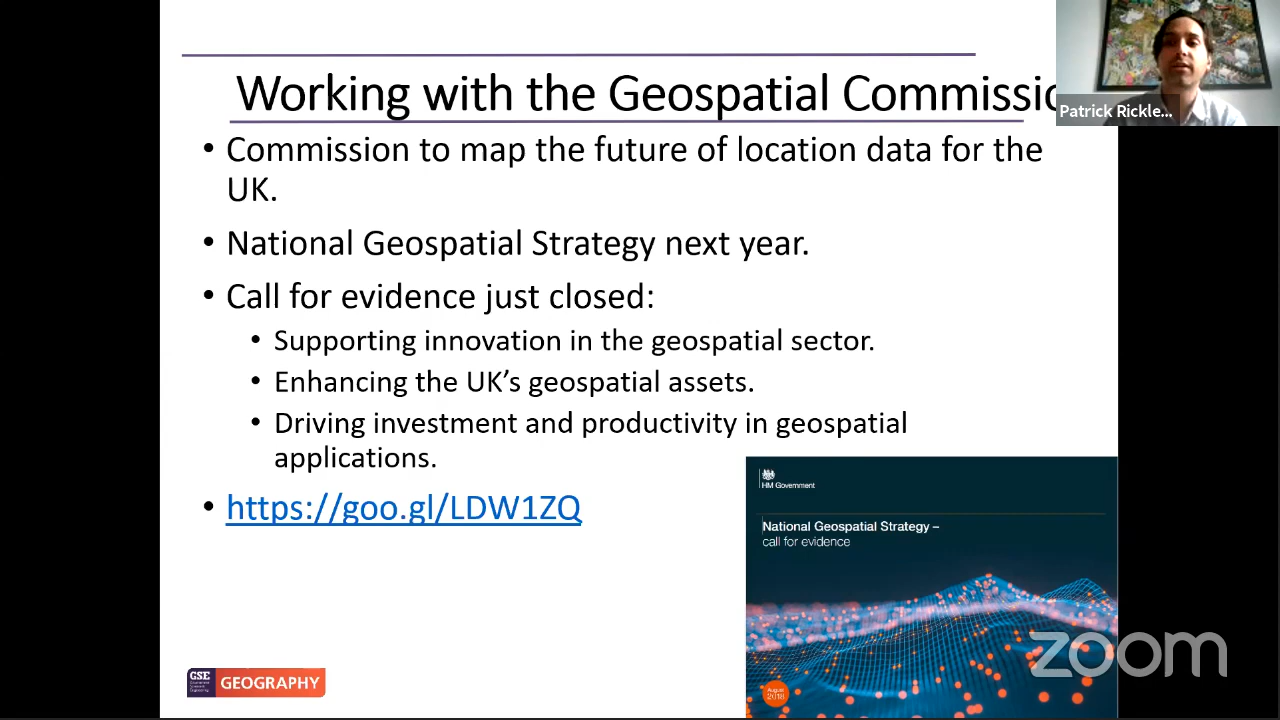 Working with the Geospatial Commissio
Patrick Rickle...
• Commission to map the future of location data for the
UK.
• National Geospatial Strategy next year.
• Call for evidence just closed:
• Supporting innovation in the geospatial sector.
• Enhancing the UK’s geospatial assets.
• Driving investment and productivity in geospatial
applications.
• https://goo.gl/LDW1ZQ
HM Government
National Geospatial Strategy –
call for evidence
zoom
August
2018
GSE
GEOGRAPHY